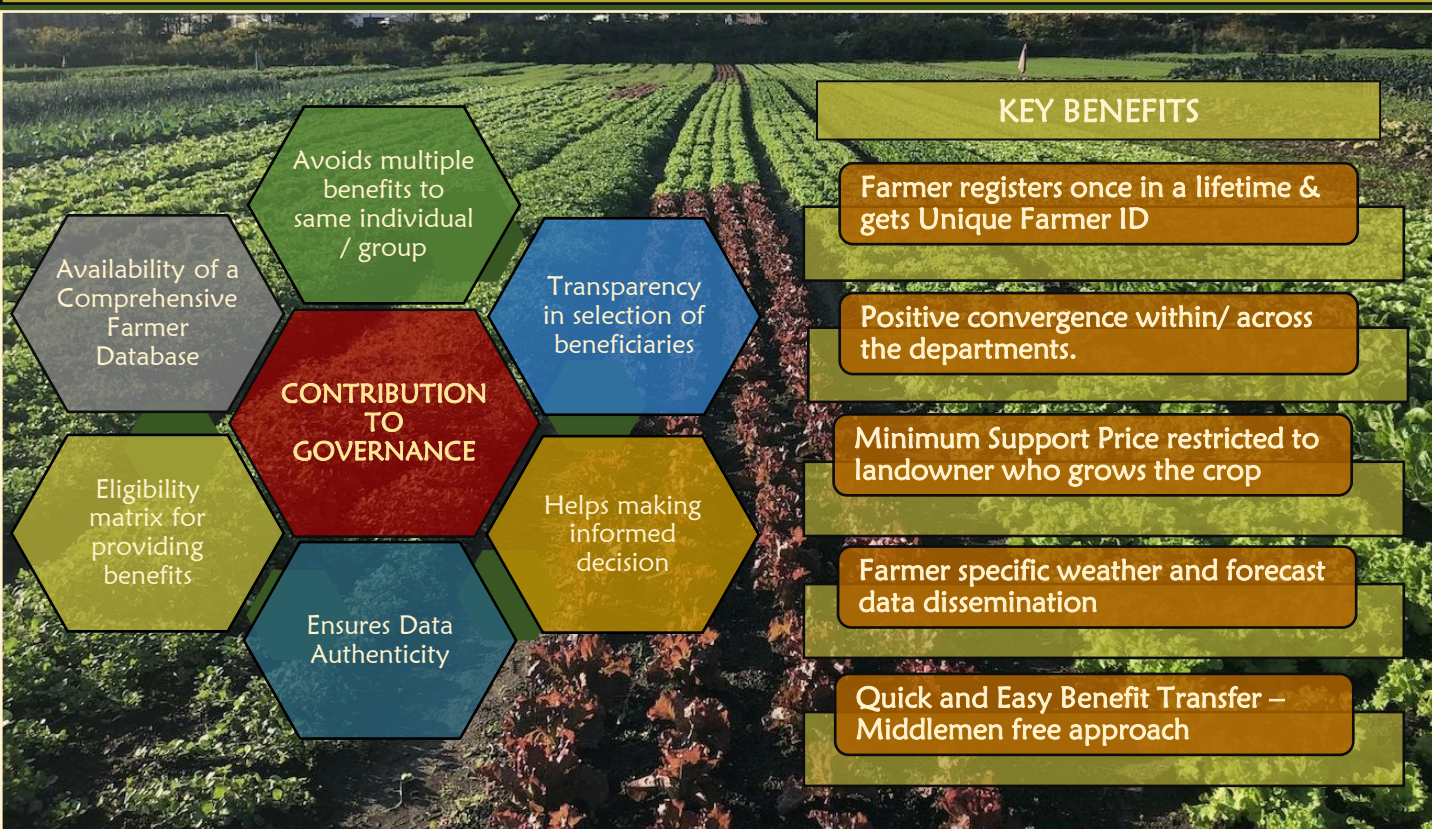 Avoids multiple
benefits to
same individual
/ group
Availability of a
Comprehensive
Farmer
Database
Transparency
in selection of
beneficiaries
CONTRIBUTION
TO
GOVERNANCE
Eligibility
matrix for
providing
benefits
Helps making
informed
decision
Ensures Data
Authenticity
KEY BENEFITS
Farmer registers once in a lifetime &
gets Unique Farmer ID
Positive convergence within/ across
the departments.
Minimum Support Price restricted to
landowner who grows the crop
Farmer specific weather and forecast
data dissemination
Quick and Easy Benefit Transfer –
Middlemen free approach